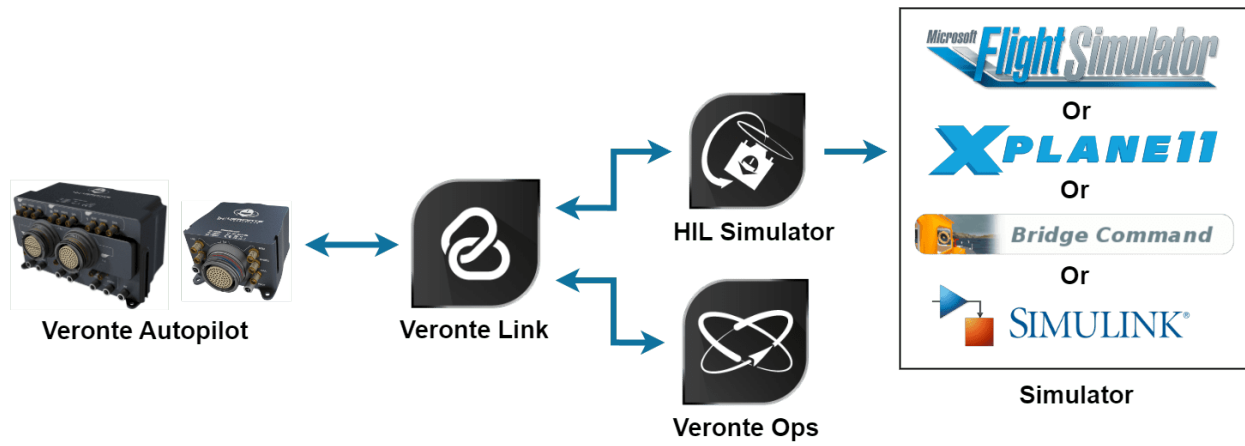 Microsoft
Flight Simulator
Or
XPLANE11
Or
Bridge Command
Or
SIMULINK®
Simulator
HIL Simulator
Veronte Autopilot
Veronte Link
Veronte Ops